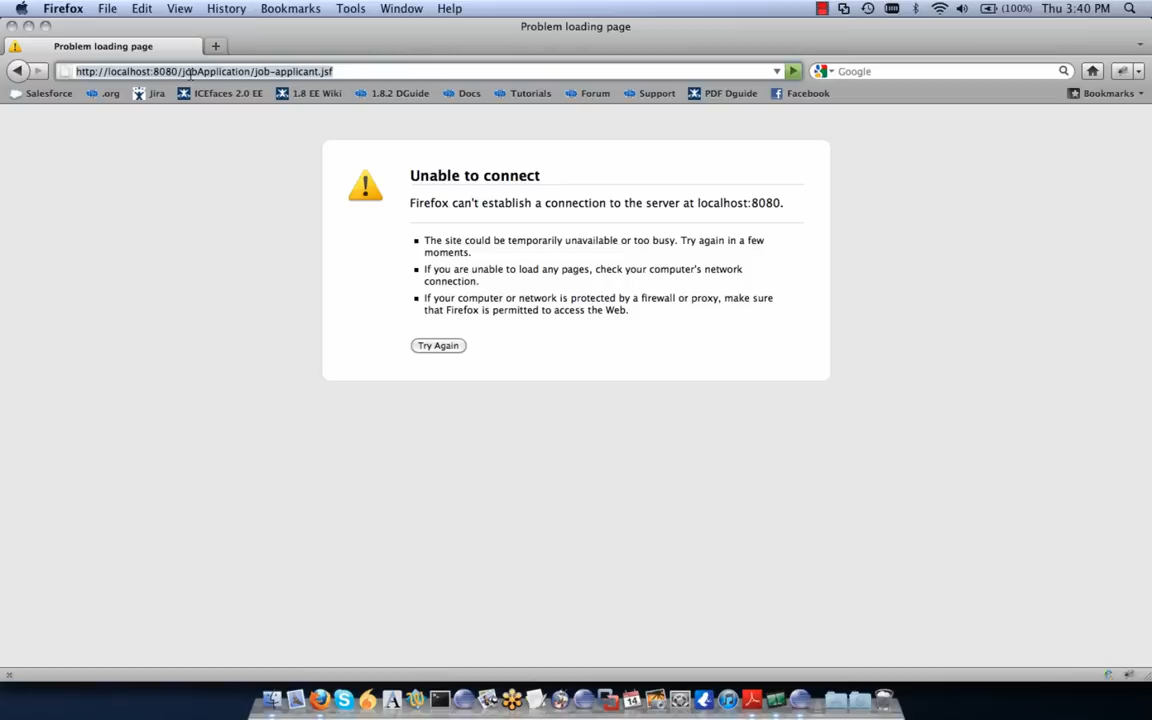 Firefox File Edit View History Bookmarks Tools Window Help (100%) Thu 3:40 PM
Problem loading page
Problem loading page
http://localhost:8080/jobApplication/job-applicant.jsf Google
Salesforce .org Jira ICEfaces 2.0 EE 1.8 EE Wiki 1.8.2 DGuide Docs Tutorials Forum Support PDF Dguide Facebook Bookmarks
Unable to connect
Firefox can't establish a connection to the server at localhost:8080.
The site could be temporarily unavailable or too busy. Try again in a few
moments.
If you are unable to load any pages, check your computer's network
connection.
If your computer or network is protected by a firewall or proxy, make sure
that Firefox is permitted to access the Web.
Try Again
14